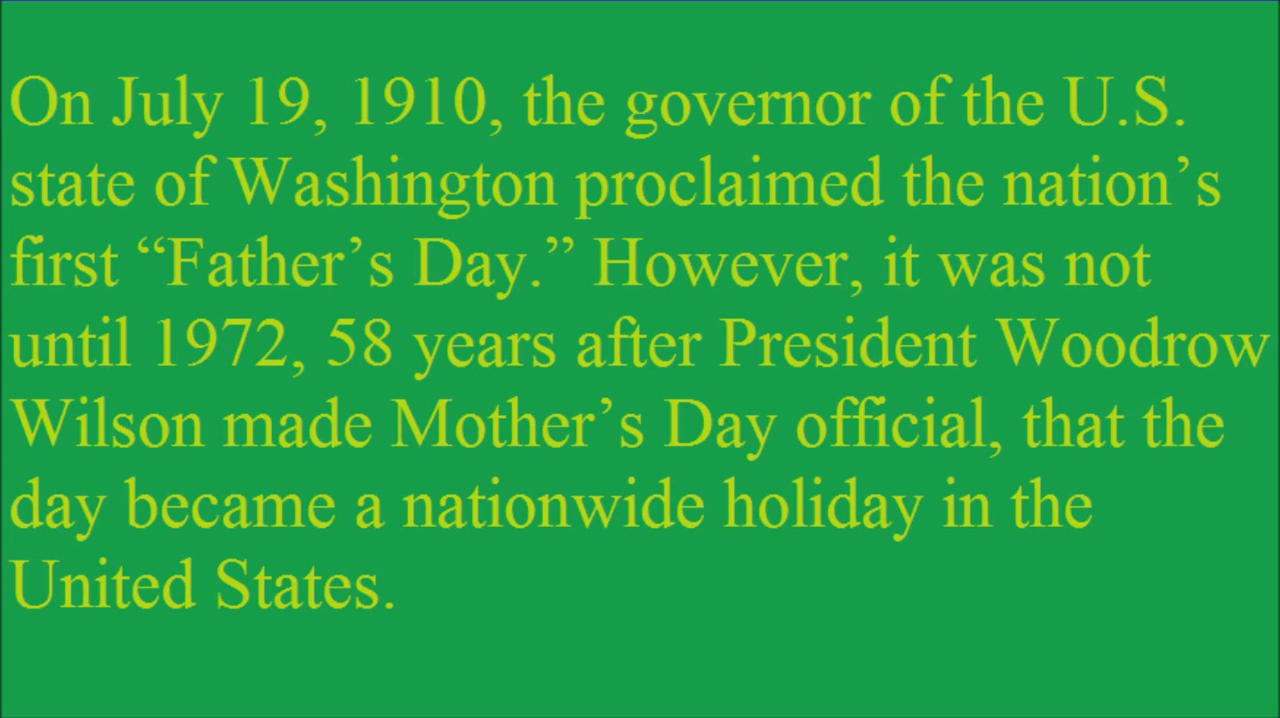 On July 19, 1910, the governor of the U.S.
state of Washington proclaimed the nation’s
first “Father’s Day.” However, it was not
until 1972, 58 years after President Woodrow
Wilson made Mother’s Day official, that the
day became a nationwide holiday in the
United States.